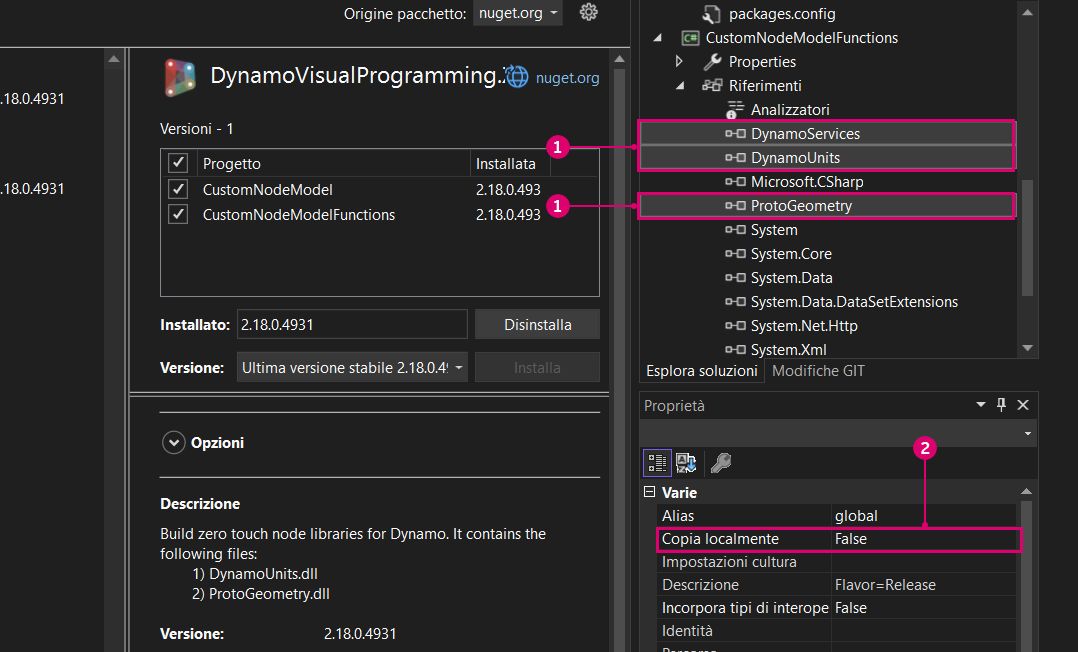 Origine pacchetto: nuget.org
.18.0.4931
.18.0.4931
DynamoVisualProgramming. nuget.org
Versioni - 1
Progetto Installata
CustomNodeModel 2.18.0.493
CustomNodeModelFunctions 2.18.0.493
Installato: 2.18.0.4931 Disinstalla
Versione: Ultima versione stabile 2.18.0.4 Installa
Opzioni
Descrizione
Build zero touch node libraries for Dynamo. It contains the
following files:
1) DynamoUnits.dll
2) ProtoGeometry.dll
Versione: 2.18.0.4931
packages.config
C# CustomNodeModelFunctions
Properties
Riferimenti
Analizzatori
1
DynamoServices
DynamoUnits
Microsoft.CSharp
1
ProtoGeometry
System
System.Core
System.Data
System.Data.DataSetExtensions
System.Net.Http
System.Xml
Esplora soluzioni Modifiche GIT
Proprietà
2
Varie
Alias global
Copia localmente False
Impostazioni cultura
Descrizione Flavor=Release
Incorpora tipi di interope False
Identità